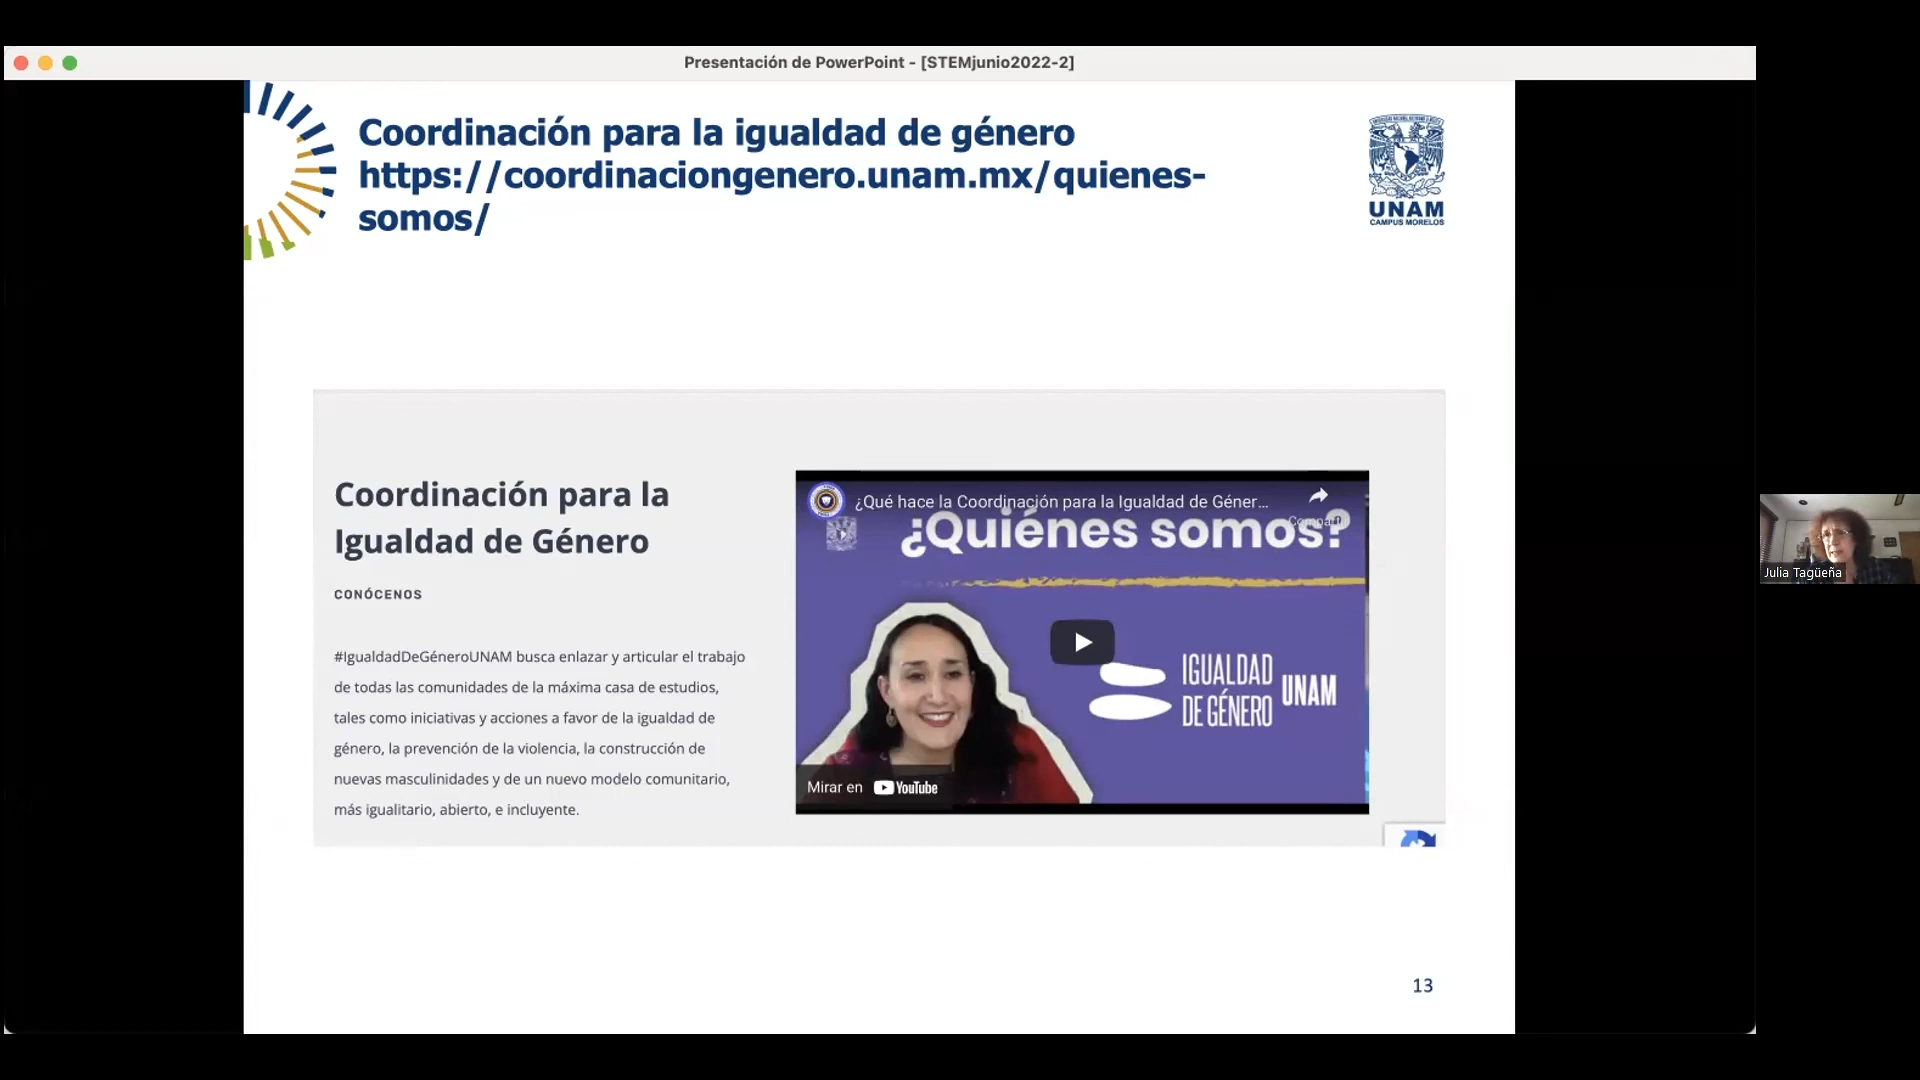 Presentación de PowerPoint - [STEMjunio2022-2]
Coordinación para la igualdad de género
https://coordinaciongenero.unam.mx/quienes-
somos/
UNAM
CAMPUS MORELOS
Coordinación para la
Igualdad de Género
CONÓCENOS
#IgualdadDeGéneroUNAM busca enlazar y articular el trabajo
de todas las comunidades de la máxima casa de estudios,
tales como iniciativas y acciones a favor de la igualdad de
género, la prevención de la violencia, la construcción de
nuevas masculinidades y de un nuevo modelo comunitario,
más igualitario, abierto, e incluyente.
¿Qué hace la Coordinación para la Igualdad de Géner...
¿Quiénes somos?
IGUALDAD
DE GÉNERO
UNAM
Mirar en YouTube
13
Julia Tagüeña